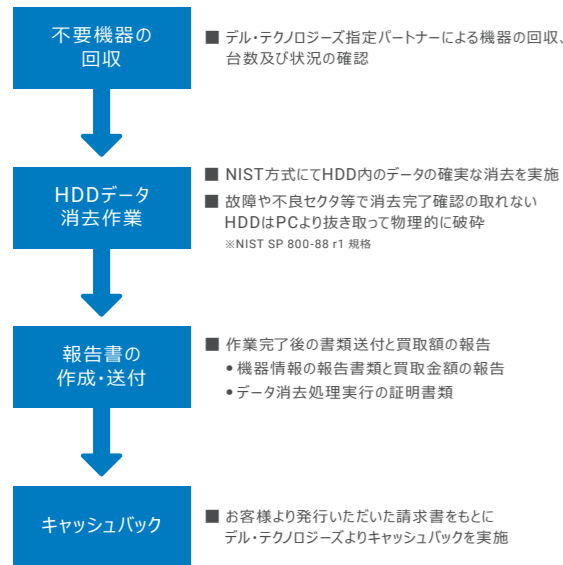 不要機器の
回収
■ デル・テクノロジーズ指定パートナーによる機器の回収、
台数及び状況の確認
HDDデータ
消去作業
■ NIST方式にてHDD内のデータの確実な消去を実施
■ 故障や不良セクタ等で消去完了確認の取れない
HDDはPCより抜き取って物理的に破砕
※NIST SP 800-88 r1 規格
報告書の
作成・送付
■ 作業完了後の書類送付と買取額の報告
•機器情報の報告書類と買取金額の報告
•データ消去処理実行の証明書類
キャッシュバック
■ お客様より発行いただいた請求書をもとに
デル・テクノロジーズよりキャッシュバックを実施